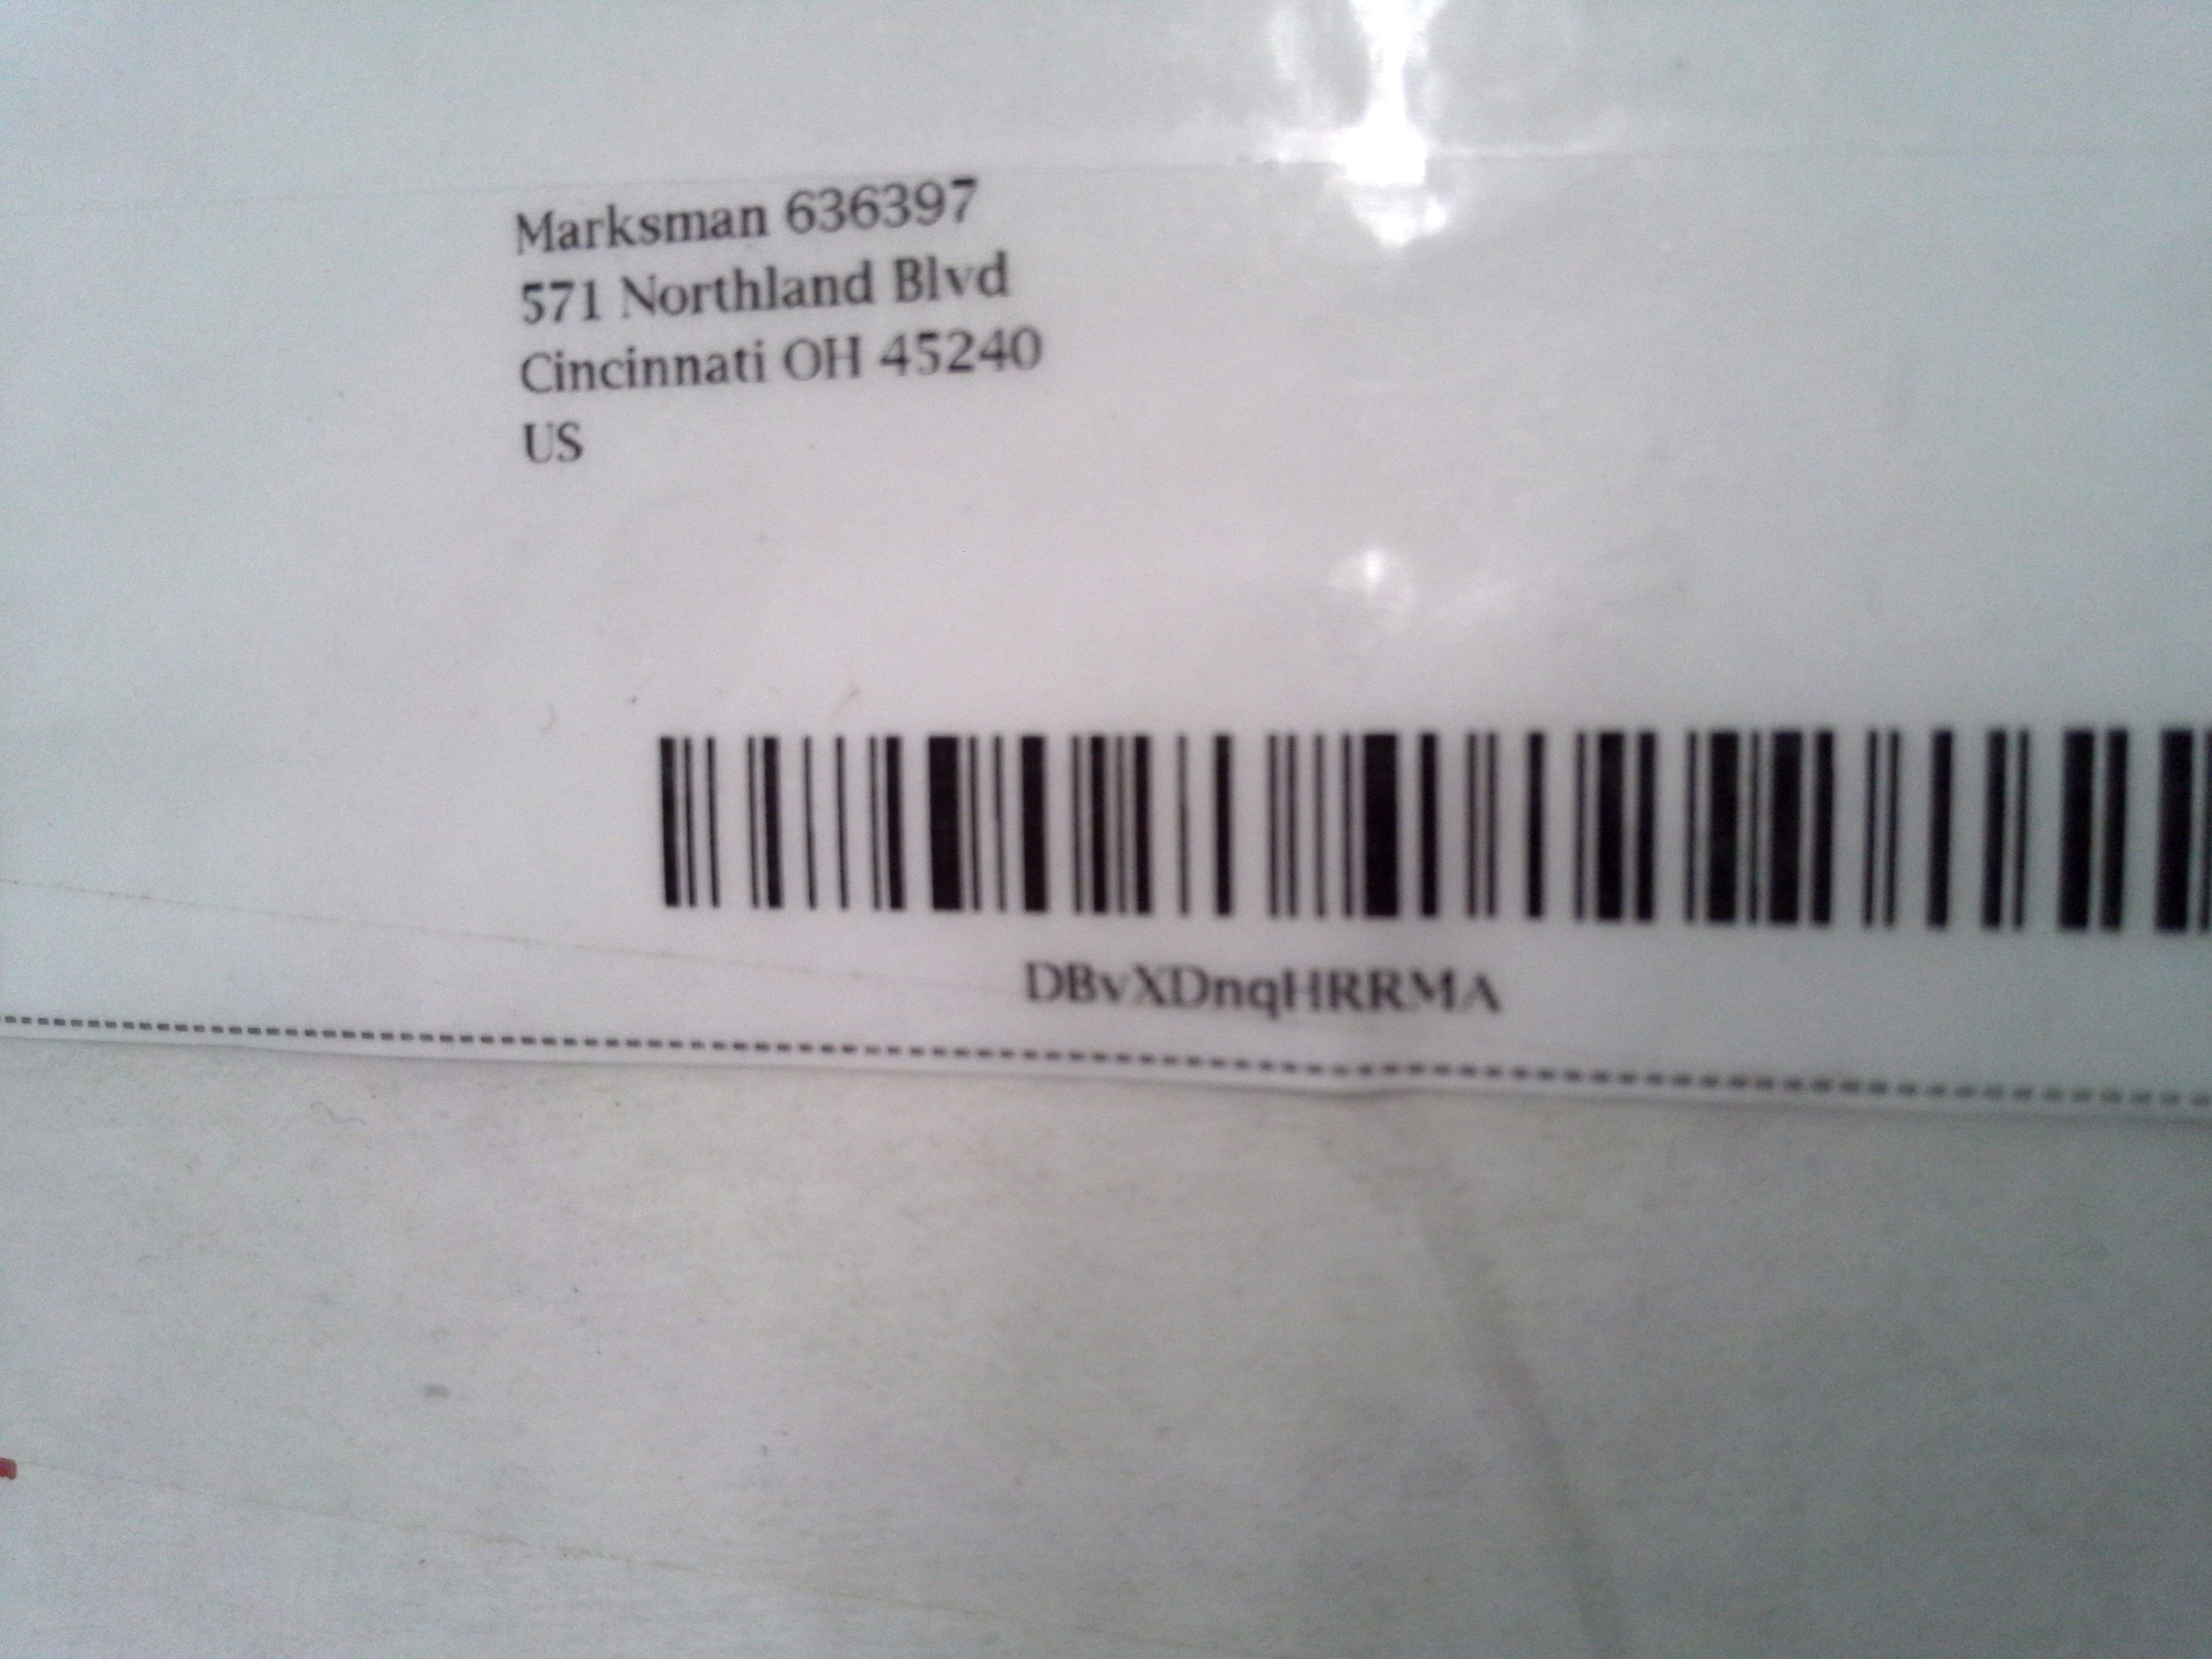 Marksman 636397
571 Northland Blvd
Cincinnati OH 45240
US
DBvXDnqHRRMA